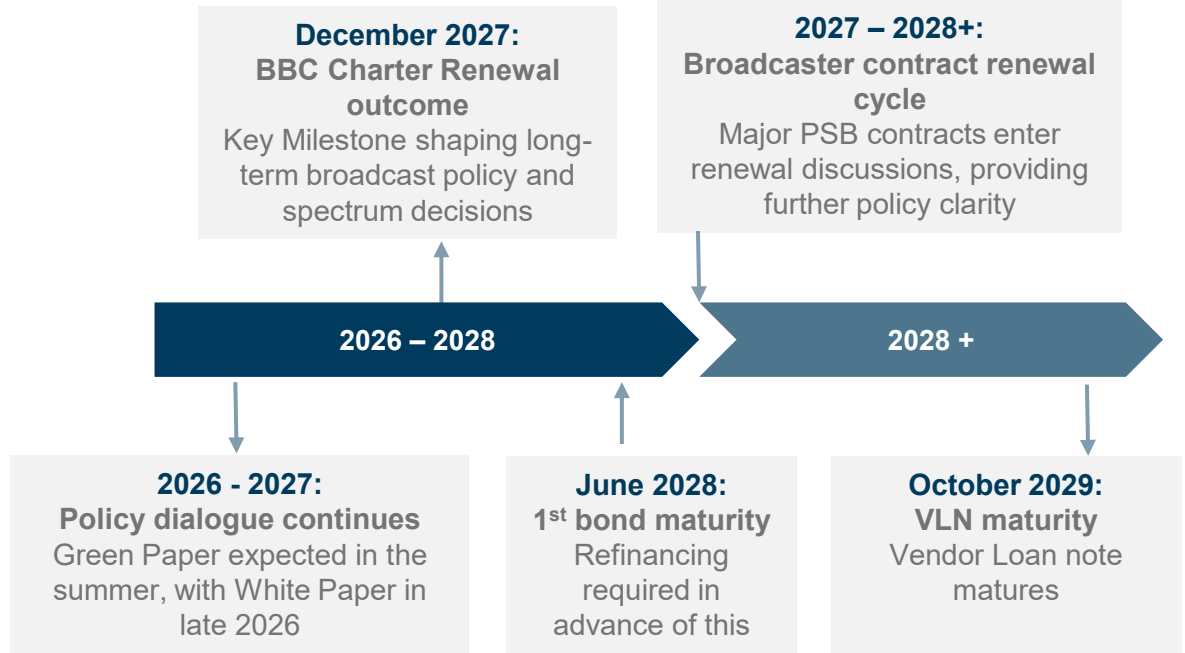 December 2027:
BBC Charter Renewal
outcome
Key Milestone shaping long-
term broadcast policy and
spectrum decisions
2027 – 2028+:
Broadcaster contract renewal
cycle
Major PSB contracts enter
renewal discussions, providing
further policy clarity
2026 – 2028
2028 +
2026 - 2027:
Policy dialogue continues
Green Paper expected in the
summer, with White Paper in
late 2026
June 2028:
1st bond maturity
Refinancing
required in
advance of this
October 2029:
VLN maturity
Vendor Loan note
matures